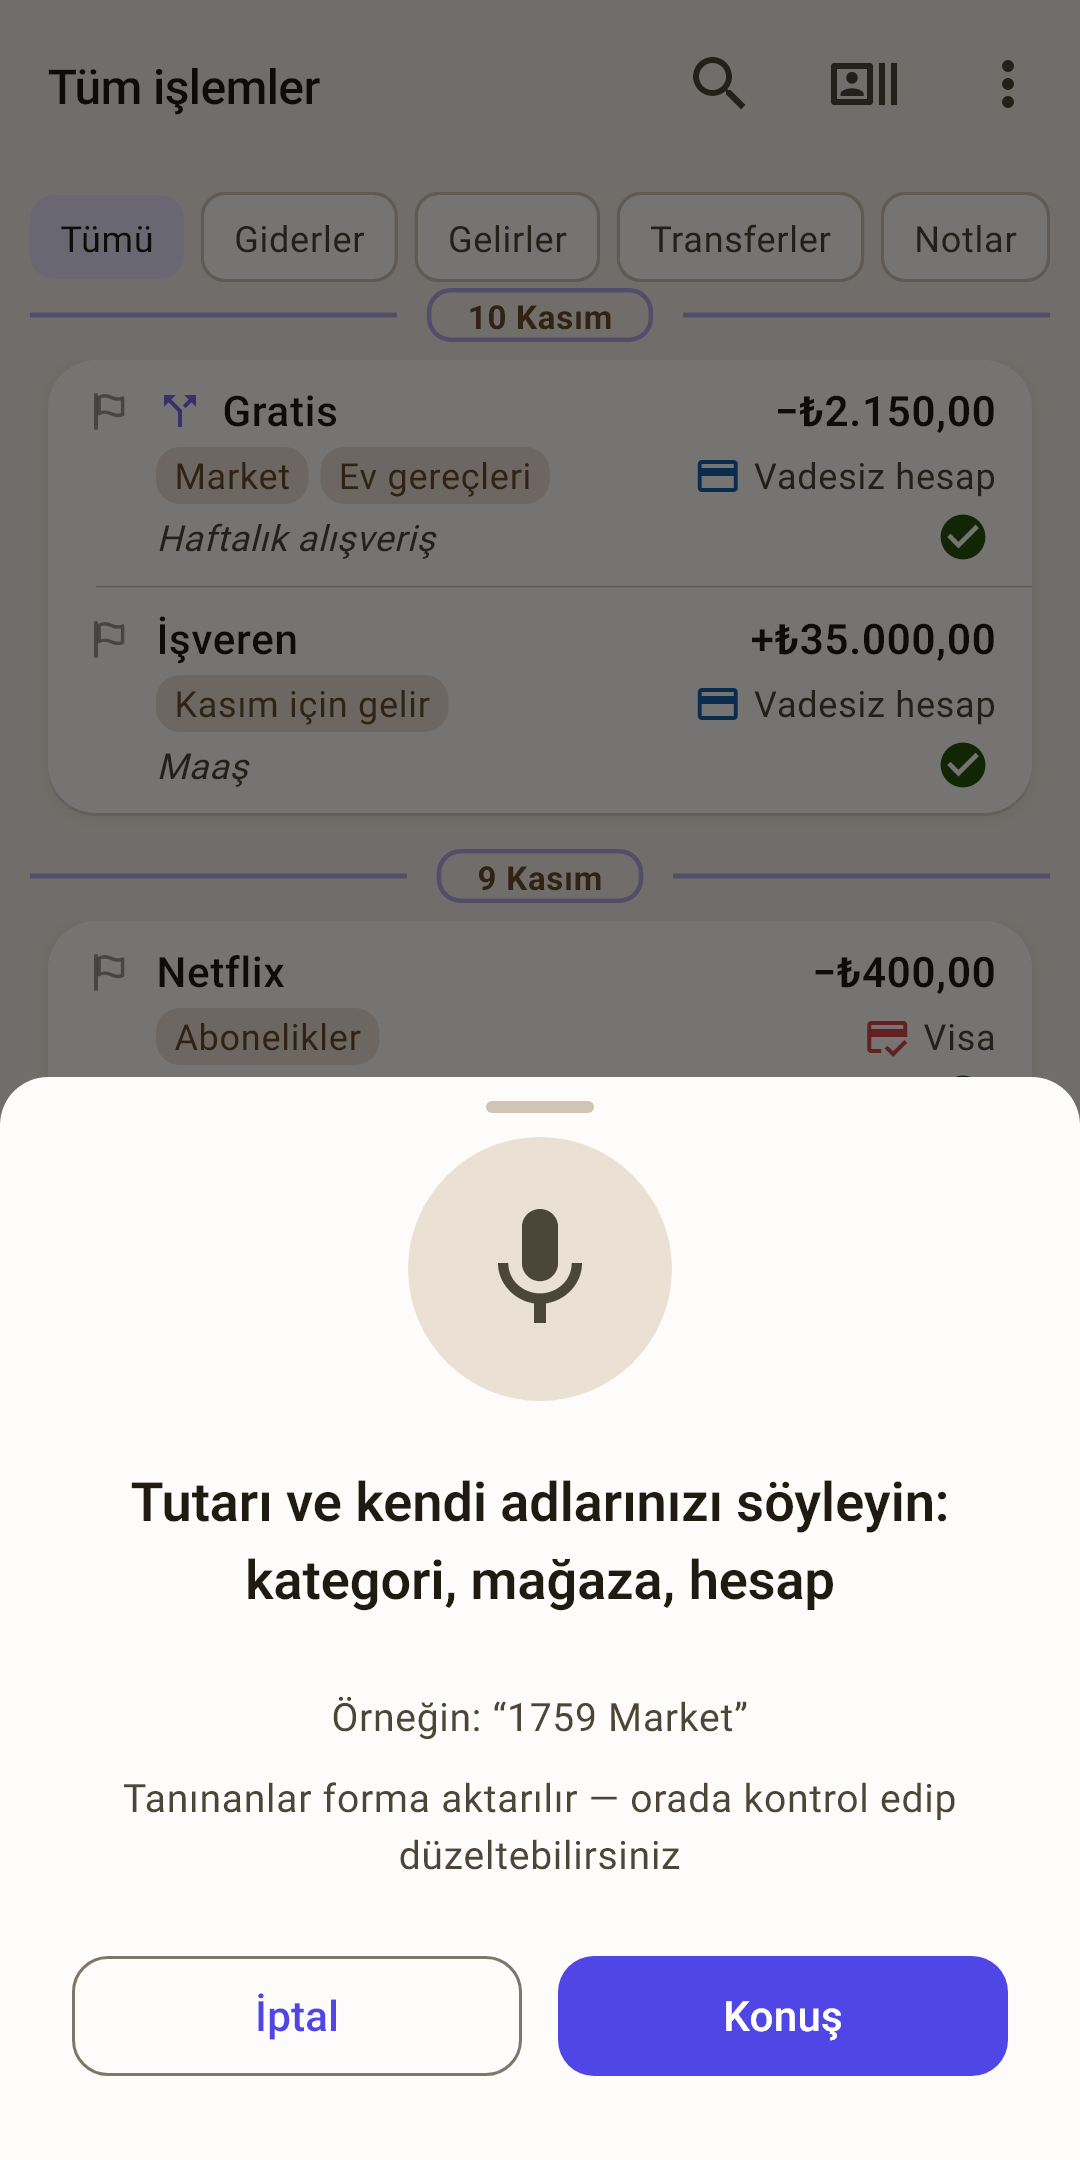 Tüm işlemler
Tümü
Giderler
Gelirler
Transferler
Notlar
10 Kasım
Gratis
−₺2.150,00
Market
Ev gereçleri
Vadesiz hesap
Haftalık alışveriş
İşveren
+₺35.000,00
Kasım için gelir
Vadesiz hesap
Maaş
9 Kasım
Netflix
−₺400,00
Abonelikler
Visa
Tutarı ve kendi adlarınızı söyleyin:
kategori, mağaza, hesap
Örneğin: “1759 Market”
Tanınanlar forma aktarılır — orada kontrol edip
düzeltebilirsiniz
İptal
Konuş